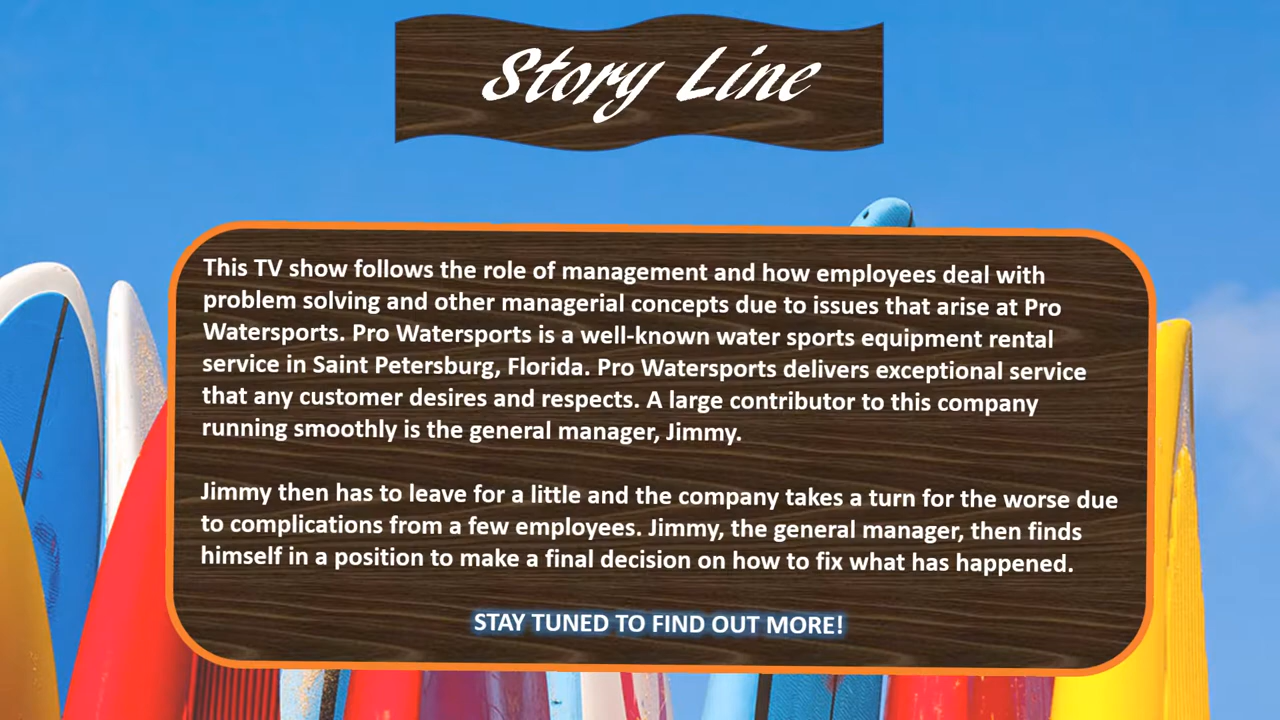 Story Line
This TV show follows the role of management and how employees deal with
problem solving and other managerial concepts due to issues that arise at Pro
Watersports. Pro Watersports is a well-known water sports equipment rental
service in Saint Petersburg, Florida. Pro Watersports delivers exceptional service
that any customer desires and respects. A large contributor to this company
running smoothly is the general manager, Jimmy.
Jimmy then has to leave for a little and the company takes a turn for the worse due
to complications from a few employees. Jimmy, the general manager, then finds
himself in a position to make a final decision on how to fix what has happened.
STAY TUNED TO FIND OUT MORE!